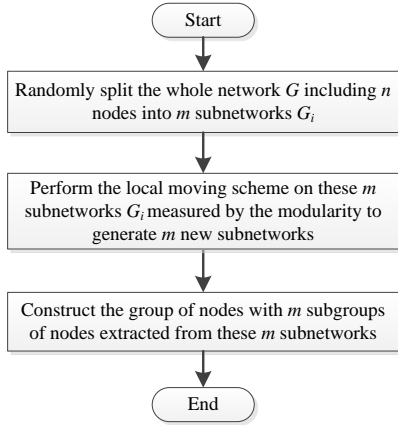 Start
Randomly split the whole network G including n
nodes into m subnetworks Gi
Perform the local moving scheme on these m
subnetworks Gi measured by the modularity to
generate m new subnetworks
Construct the group of nodes with m subgroups
of nodes extracted from these m subnetworks
End